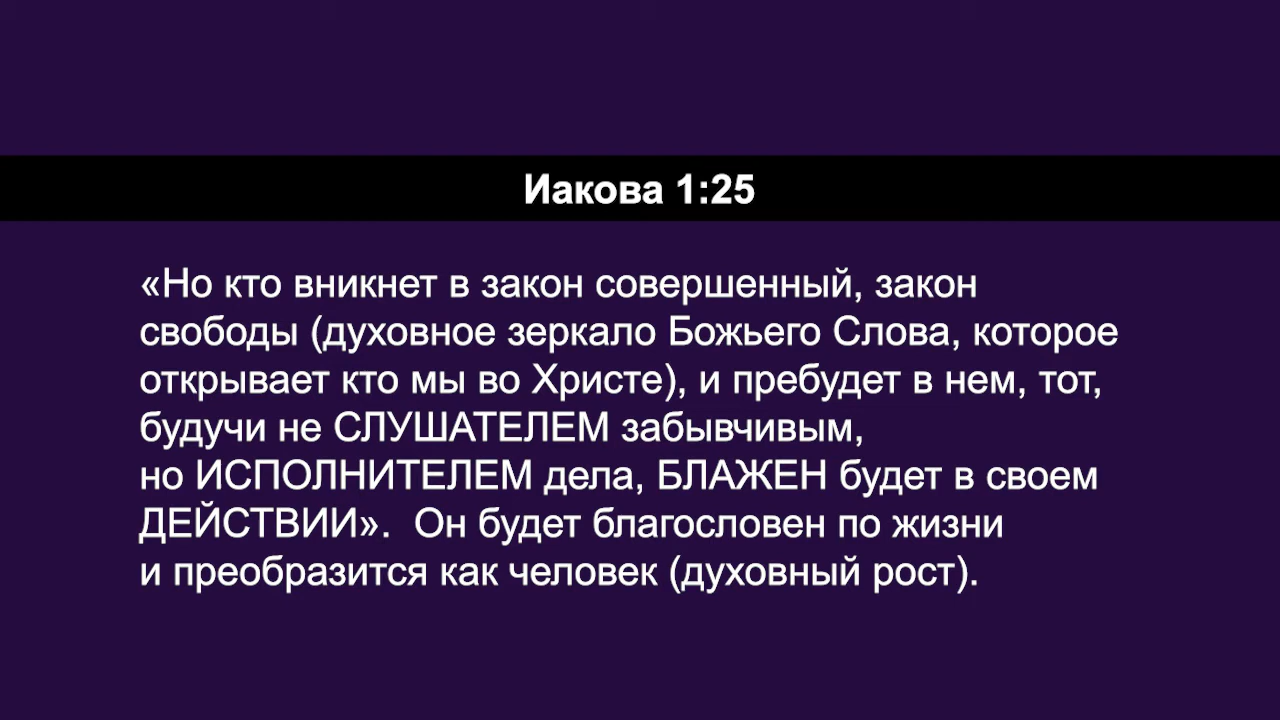 Иакова 1:25
«Но кто вникнет в закон совершенный, закон
свободы (духовное зеркало Божьего Слова, которое
открывает кто мы во Христе), и пребудет в нем, тот,
будучи не СЛУШАТЕЛЕМ забывчивым,
но ИСПОЛНИТЕЛЕМ дела, БЛАЖЕН будет в своем
ДЕЙСТВИИ».  Он будет благословен по жизни
и преобразится как человек (духовный рост).